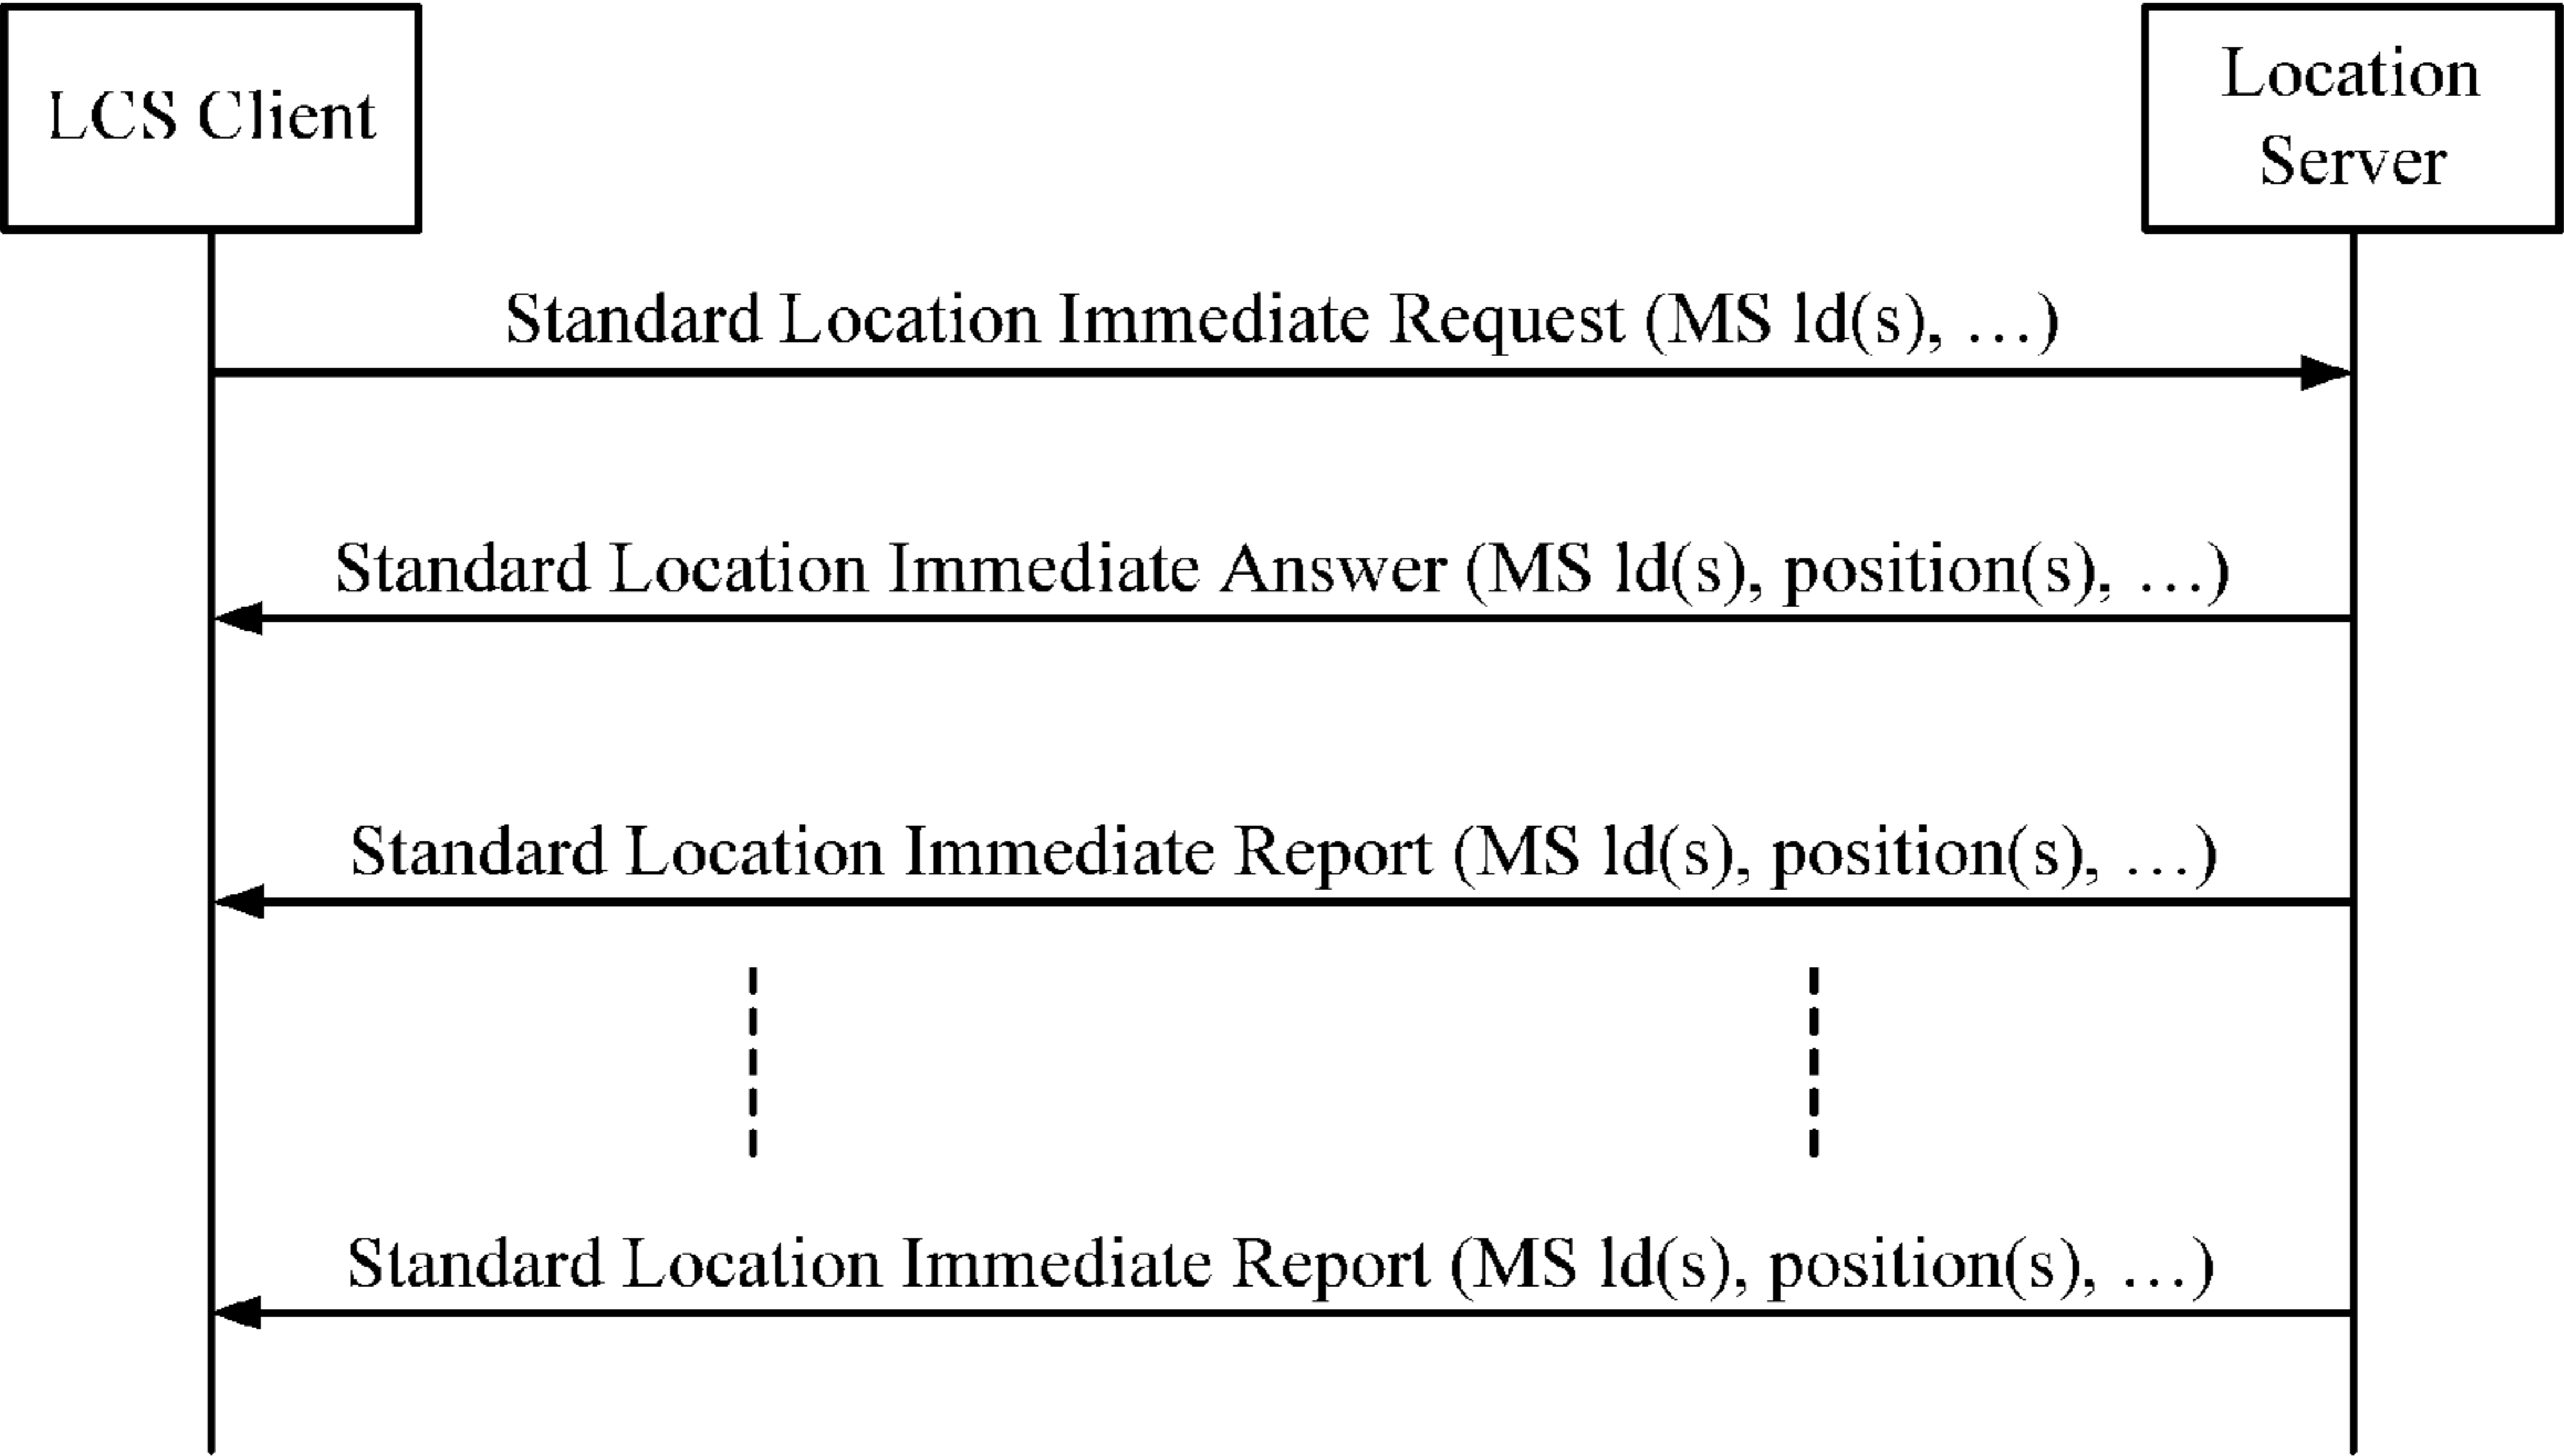 LCS Client
Location
Server
Standard Location Immediate Request (MS ld(s), …)
Standard Location Immediate Answer (MS ld(s), position(s), …)
Standard Location Immediate Report (MS ld(s), position(s), …)
Standard Location Immediate Report (MS ld(s), position(s), …)